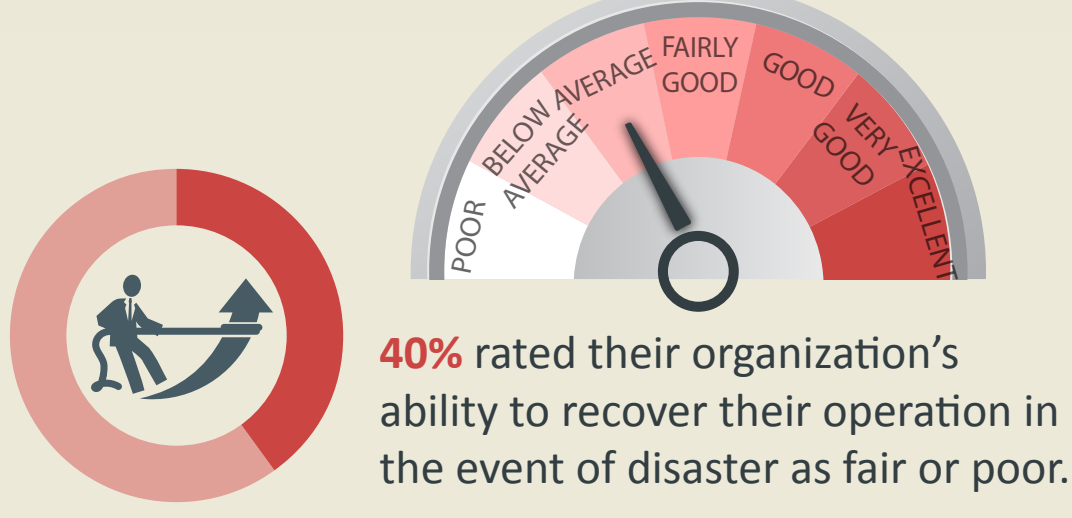 POOR
BELOW
AVERAGE
AVERAGE
FAIRLY
GOOD
GOOD
VERY
GOOD
EXCELLENT
40% rated their organization’s
ability to recover their operation in
the event of disaster as fair or poor.